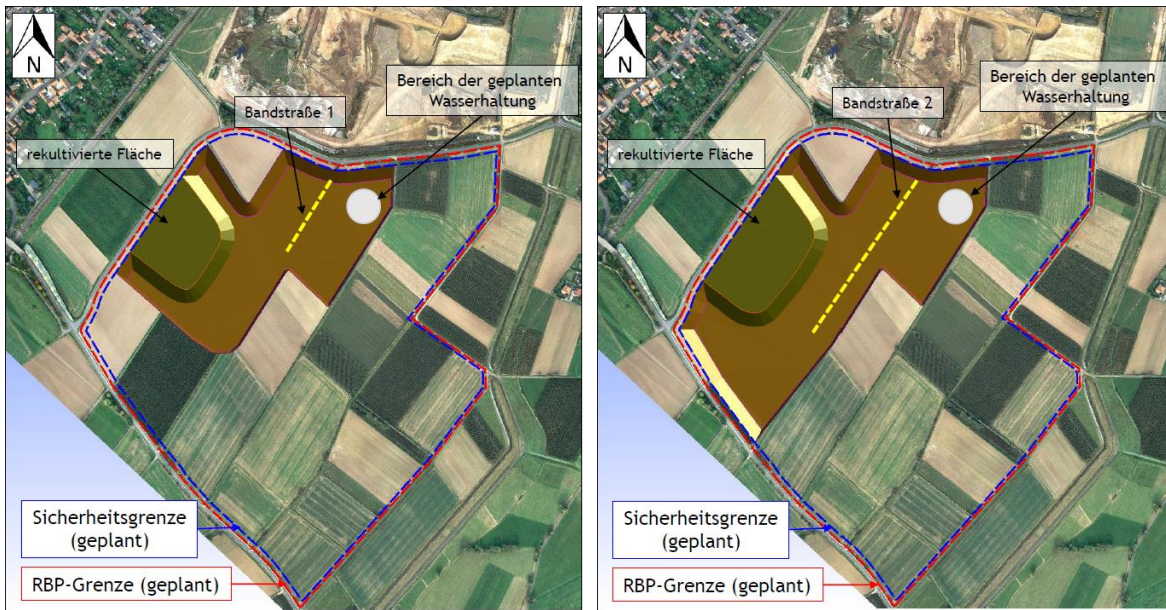 N
Bereich der geplanten
Wasserhaltung
Bandstraße 1
rekultivierte Fläche
Sicherheitsgrenze
(geplant)
RBP-Grenze (geplant)
N
Bereich der geplanten
Wasserhaltung
Bandstraße 2
rekultivierte Fläche
Sicherheitsgrenze
(geplant)
RBP-Grenze (geplant)